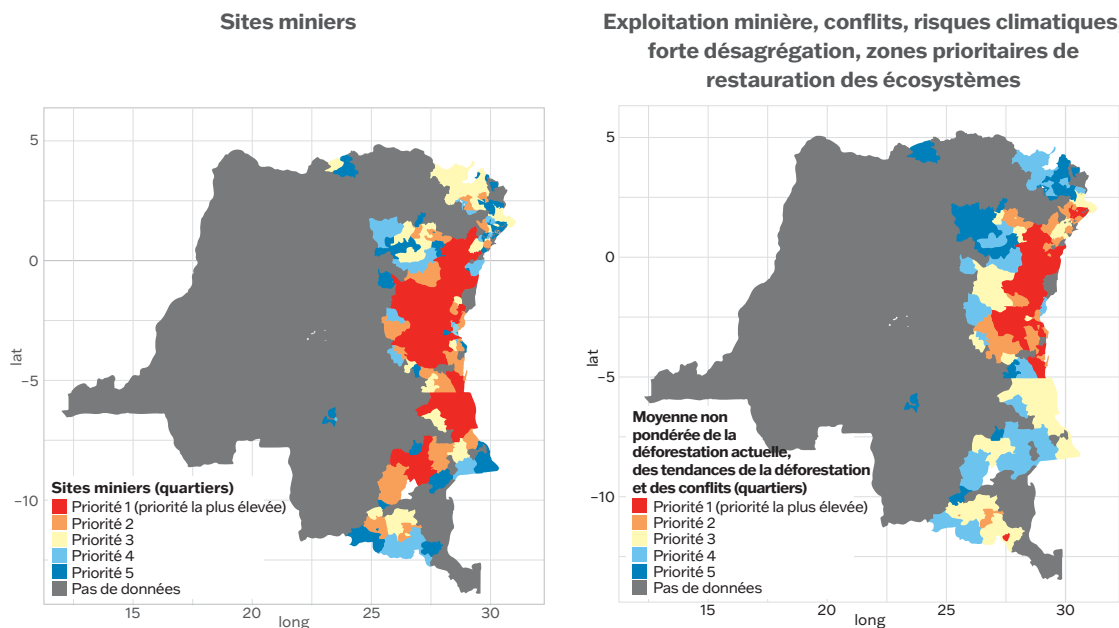 Sites miniers
5
0
−5
−10
lat
15
20
25
30
long
Sites miniers (quartiers)
Priorité 1 (priorité la plus élevée)
Priorité 2
Priorité 3
Priorité 4
Priorité 5
Pas de données
Exploitation minière, conflits, risques climatiques
forte désagrégation, zones prioritaires de
restauration des écosystèmes
5
0
−5
−10
lat
15
20
25
30
long
Moyenne non
pondérée de la
déforestation actuelle,
des tendances de la déforestation
et des conflits (quartiers)
Priorité 1 (priorité la plus élevée)
Priorité 2
Priorité 3
Priorité 4
Priorité 5
Pas de données